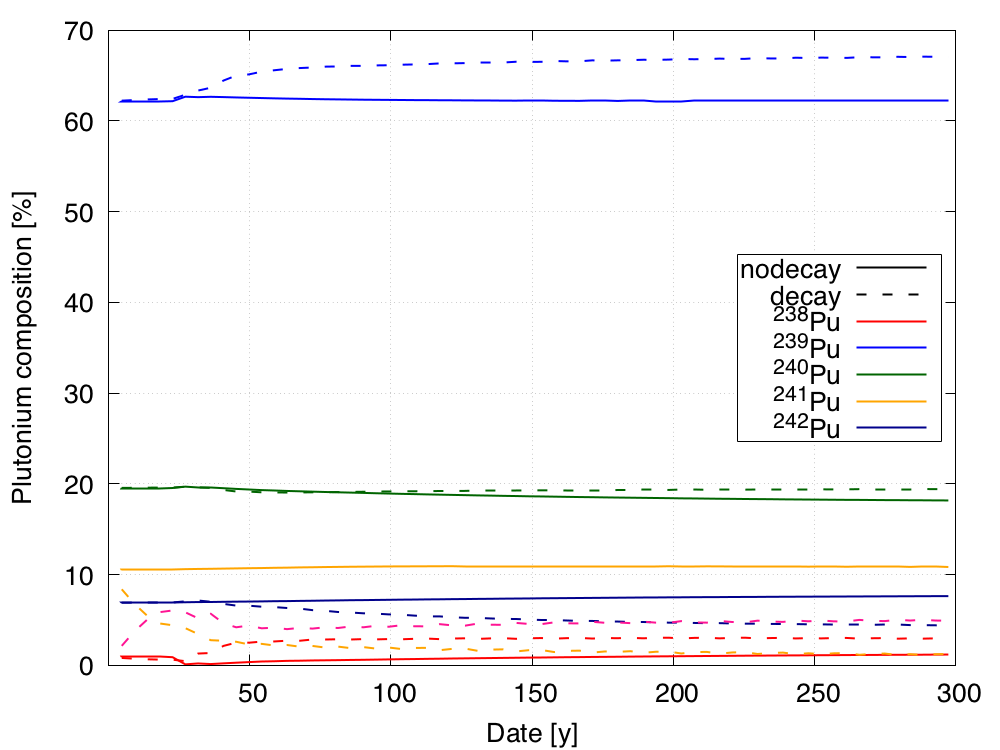 70
60
50
40
30
20
10
0
Plutonium composition [%]
nodecay
decay
²³⁸Pu
²³⁹Pu
²⁴⁰Pu
²⁴¹Pu
²⁴²Pu
50 100 150 200 250 300
Date [y]